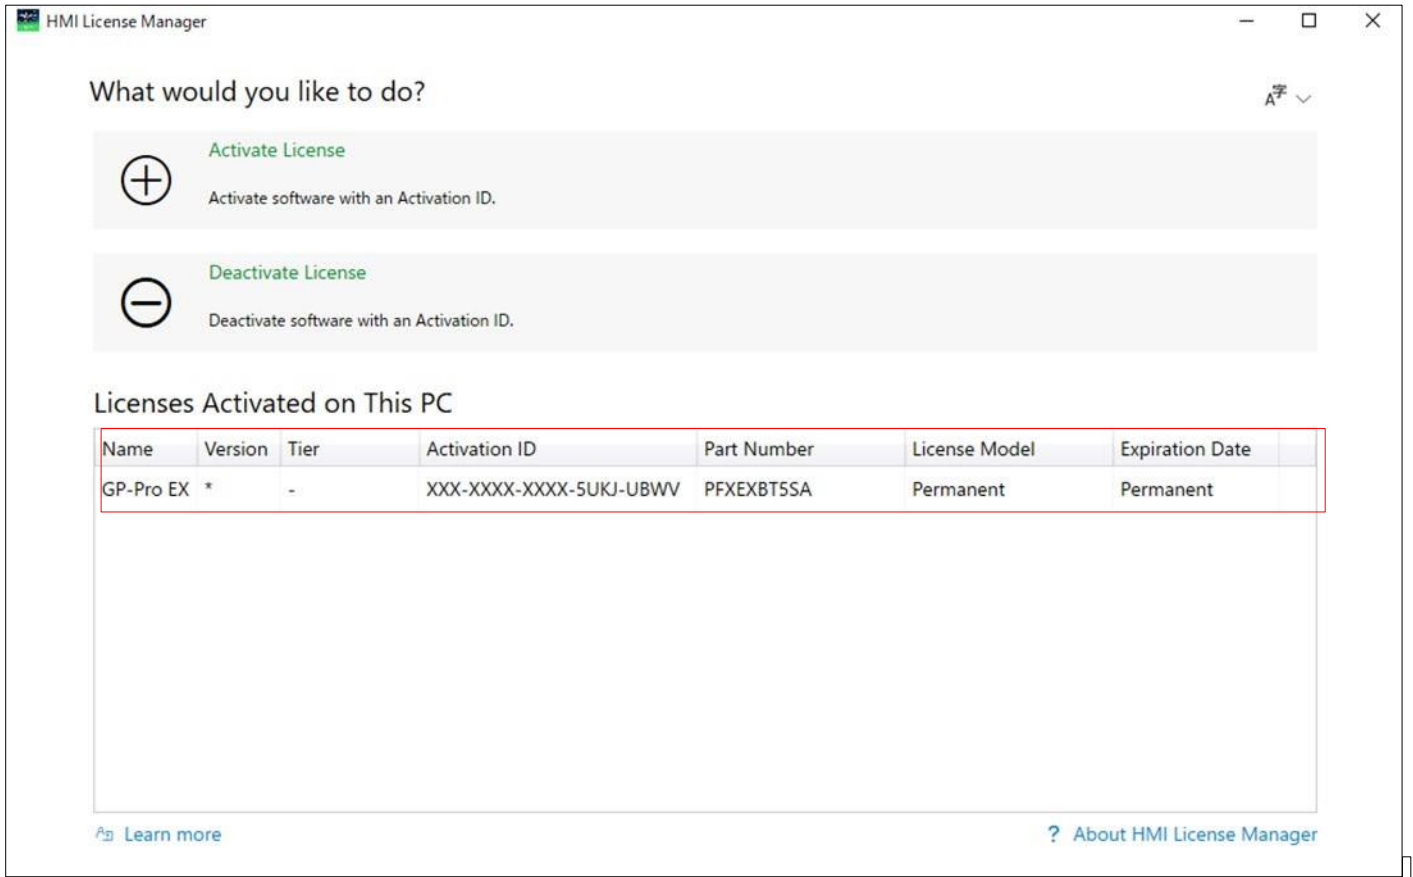 HMI License Manager
What would you like to do?
A字
Activate License
Activate software with an Activation ID.
Deactivate License
Deactivate software with an Activation ID.
Licenses Activated on This PC
Name Version Tier Activation ID Part Number License Model Expiration Date
GP-Pro EX * - XXX-XXXX-XXXX-5UKJ-UBWV PFXEXBT5SA Permanent Permanent
Learn more ? About HMI License Manager